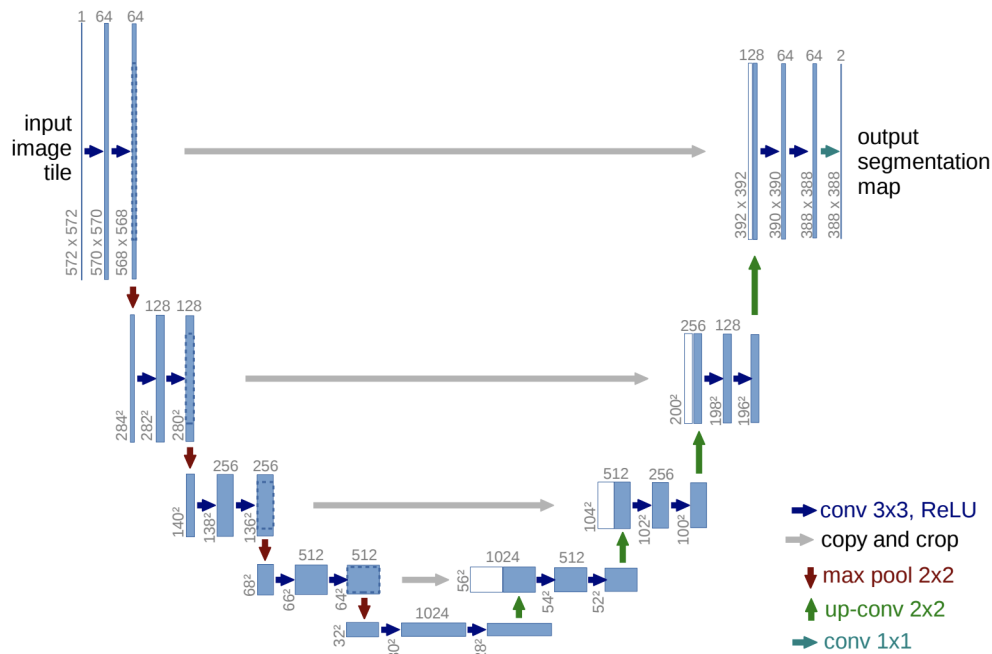 1 64 64
128 64 64 2
input
image
tile
output
segmentation
map
572 x 572
570 x 570
568 x 568
392 x 392
390 x 390
388 x 388
388 x 388
128 128
256 128
284²
282²
280²
200²
198²
196²
256 256
512 256
140²
138²
136²
104²
102²
100²
512 512
1024 512
68²
66²
64²
56²
54²
52²
1024
32²
conv 3x3, ReLU
copy and crop
max pool 2x2
up-conv 2x2
conv 1x1